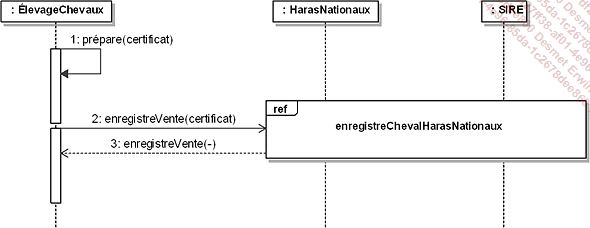 : ÉlevageChevaux
: HarasNationaux
: SIRE
1: prépare(certificat)
ref
2: enregistreVente(certificat)
enregistreChevalHarasNationaux
3: enregistreVente(-)